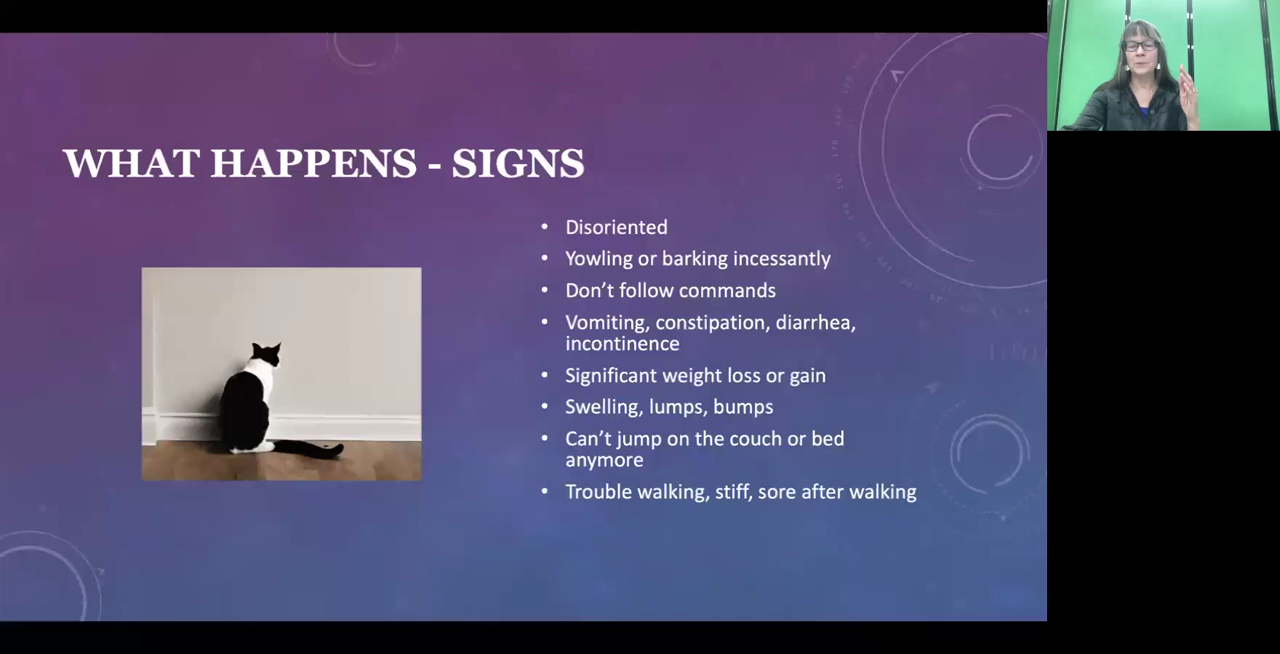 WHAT HAPPENS - SIGNS
• Disoriented
• Yowling or barking incessantly
• Don't follow commands
• Vomiting, constipation, diarrhea,
incontinence
• Significant weight loss or gain
• Swelling, lumps, bumps
• Can't jump on the couch or bed
anymore
• Trouble walking, stiff, sore after walking